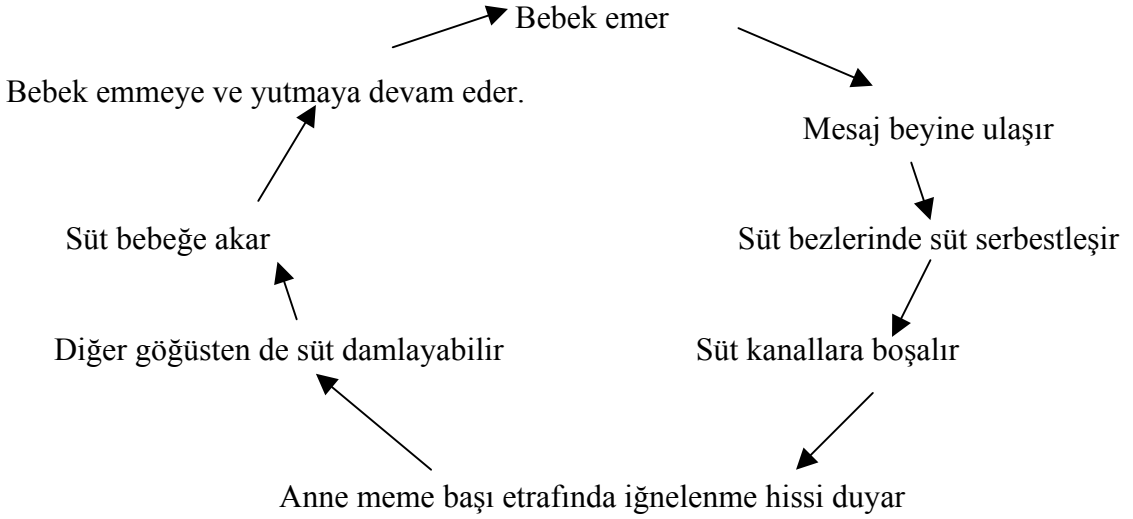 Bebek emer
Mesaj beyine ulaşır
Süt bezlerinde süt serbestleşir
Süt kanallara boşalır
Anne meme başı etrafında iğnelenme hissi duyar
Diğer göğüsten de süt damlayabilir
Süt bebeğe akar
Bebek emmeye ve yutmaya devam eder.